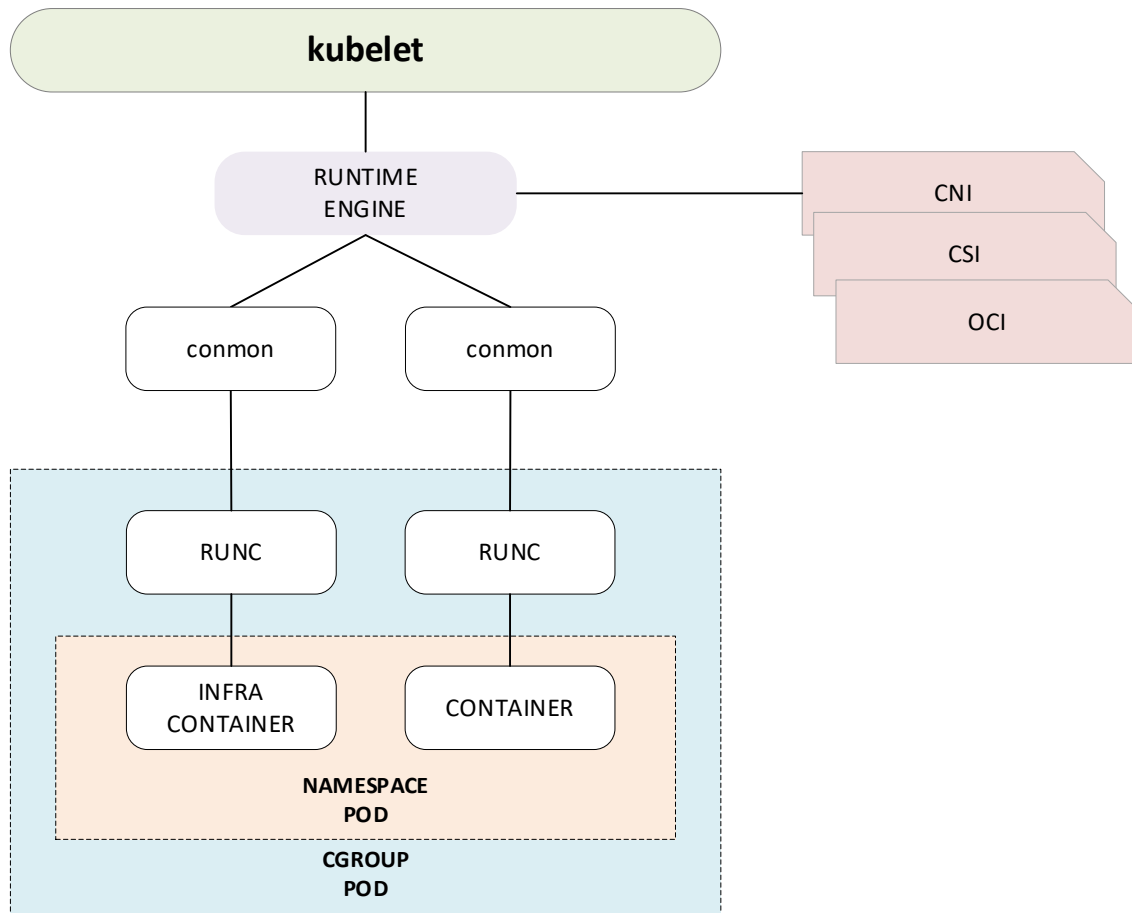 kubelet
RUNTIME
ENGINE
CNI
CSI
OCI
conmon
conmon
RUNC
RUNC
INFRA
CONTAINER
CONTAINER
NAMESPACE
POD
CGROUP
POD